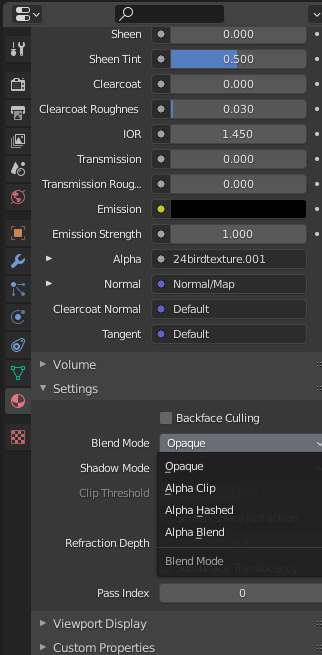 Sheen 0.000
Sheen Tint 0.500
Clearcoat 0.000
Clearcoat Roughnes 0.030
IOR 1.450
Transmission 0.000
Transmission Roug... 0.000
Emission
Emission Strength 1.000
Alpha 24birdtexture.001
Normal Normal/Map
Clearcoat Normal Default
Tangent Default
Volume
Settings
Backface Culling
Blend Mode Opaque
Shadow Mode
Opaque
Alpha Clip
Clip Threshold
Alpha Hashed
Refraction
Alpha Blend
Refraction Depth
Blend Mode
Translucency
Pass Index 0
Viewport Display
Custom Properties